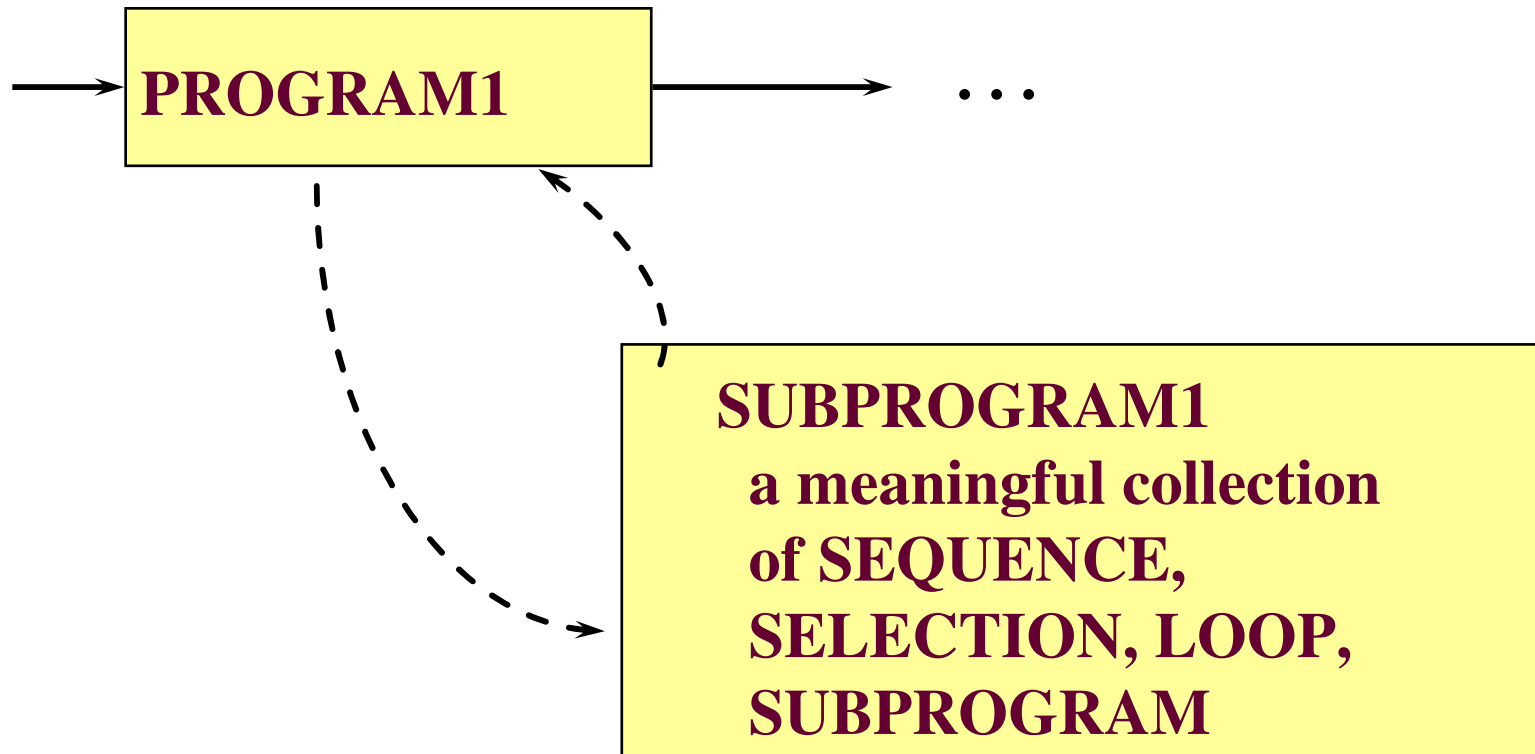 PROGRAM1
. . .
SUBPROGRAM1
a meaningful collection
of SEQUENCE,
SELECTION, LOOP,
SUBPROGRAM